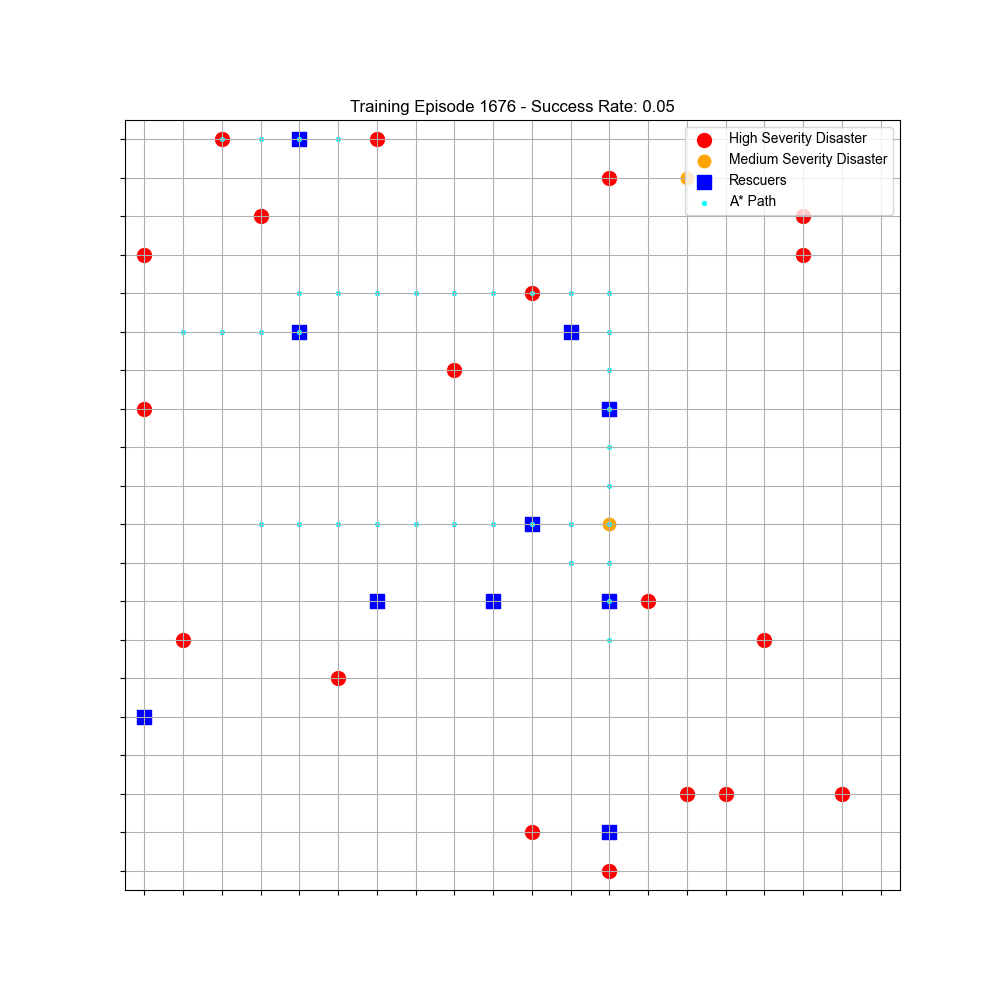 Training Episode 1676 - Success Rate: 0.05
High Severity Disaster
Medium Severity Disaster
Rescuers
A* Path